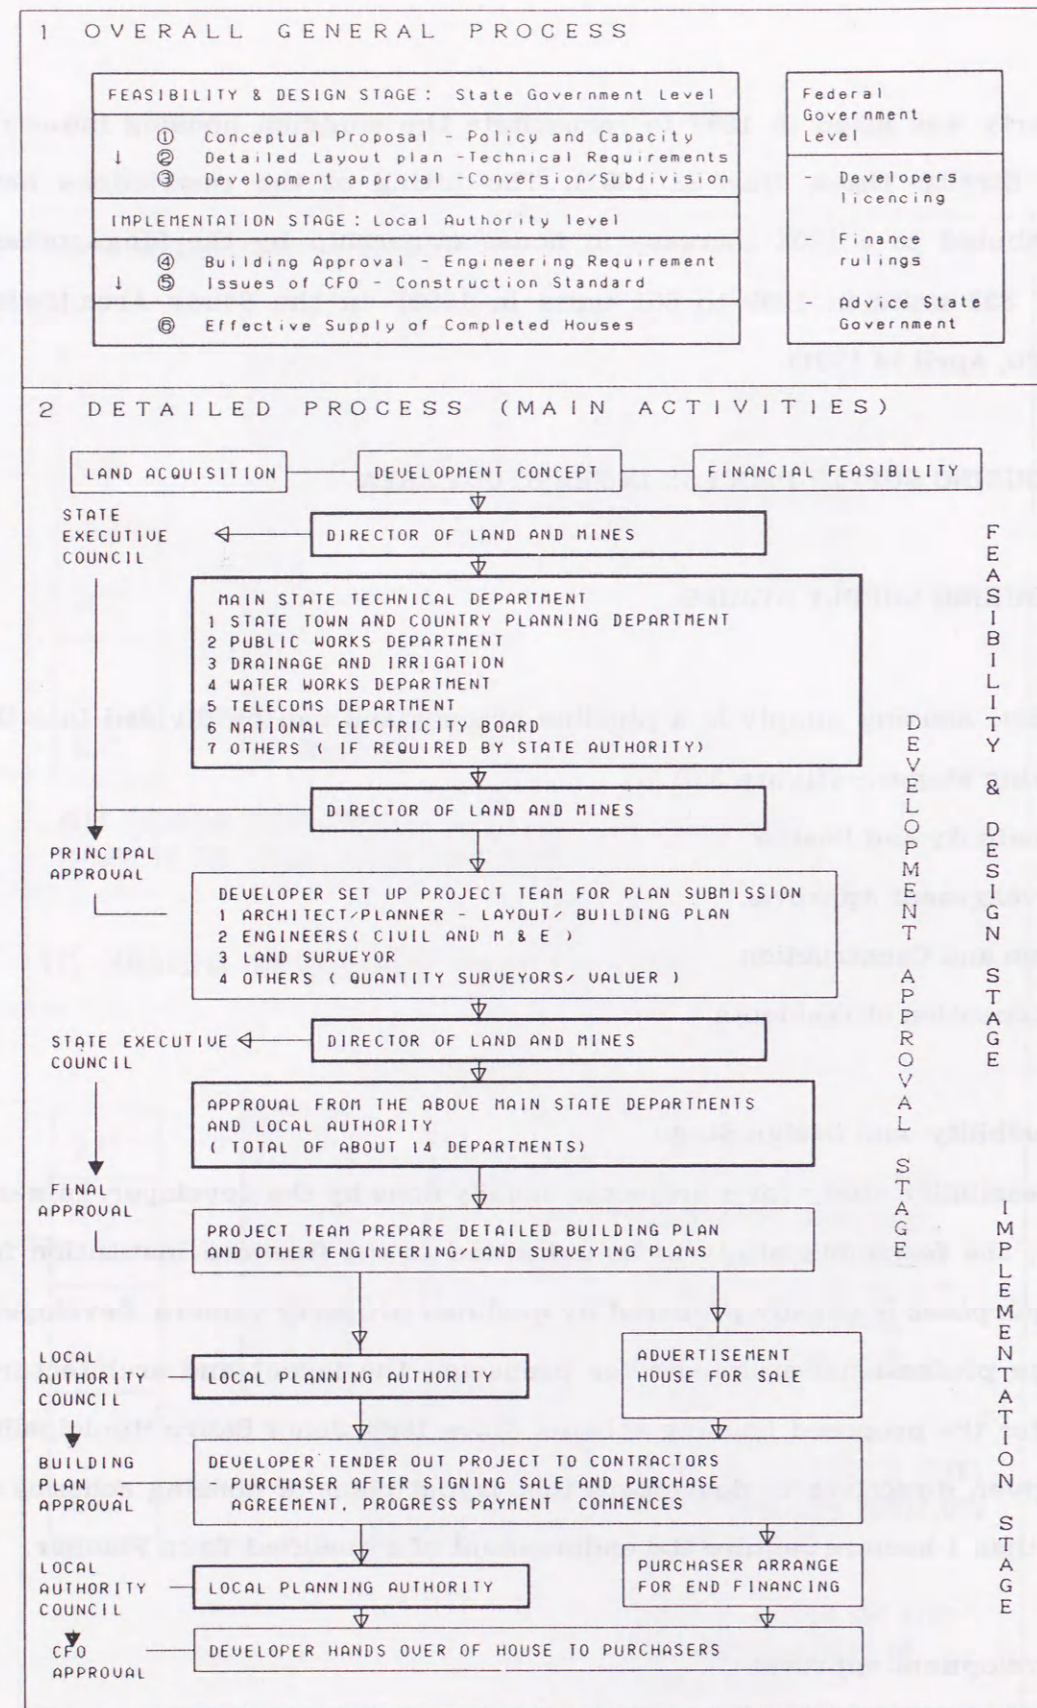 1 OVERALL GENERAL PROCESS
FEASIBILITY & DESIGN STAGE : State Government Level
① Conceptual Proposal - Policy and Capacity
↓ ② Detailed Layout plan -Technical Requirements
③ Development approval - Conversion/Subdivision
IMPLEMENTATION STAGE : Local Authority level
④ Building Approval - Engineering Requirement
↓ ⑤ Issues of CFO - Construction Standard
⑥ Effective Supply of Completed Houses
Federal
Government
Level
- Developers
licencing
- Finance
rulings
- Advice state
Government
2 DETAILED PROCESS (MAIN ACTIVITIES)
LAND ACQUISITION
DEVELOPMENT CONCEPT
FINANCIAL FEASIBILITY
STATE
EXECUTIVE
COUNCIL
DIRECTOR OF LAND AND MINES
MAIN STATE TECHNICAL DEPARTMENT
1 STATE TOWN AND COUNTRY PLANNING DEPARTMENT
2 PUBLIC WORKS DEPARTMENT
3 DRAINAGE AND IRRIGATION
4 WATER WORKS DEPARTMENT
5 TELECOMS DEPARTMENT
6 NATIONAL ELECTRICITY BOARD
7 OTHERS ( IF REQUIRED BY STATE AUTHORITY)
DIRECTOR OF LAND AND MINES
PRINCIPAL
APPROVAL
DEVELOPER SET UP PROJECT TEAM FOR PLAN SUBMISSION
1 ARCHITECT/PLANNER - LAYOUT/ BUILDING PLAN
2 ENGINEERS( CIVIL AND M & E )
3 LAND SURVEYOR
4 OTHERS ( QUANTITY SURVEYORS/ VALUER )
STATE EXECUTIVE
COUNCIL
DIRECTOR OF LAND AND MINES
APPROVAL FROM THE ABOVE MAIN STATE DEPARTMENTS
AND LOCAL AUTHORITY
( TOTAL OF ABOUT 14 DEPARTMENTS)
FINAL
APPROVAL
PROJECT TEAM PREPARE DETAILED BUILDING PLAN
AND OTHER ENGINEERING LAND SURVEYING PLANS
LOCAL
AUTHORITY
COUNCIL
LOCAL PLANNING AUTHORITY
ADVERTISEMENT
HOUSE FOR SALE
BUILDING
PLAN
APPROVAL
DEVELOPER TENDER OUT PROJECT TO CONTRACTORS
PURCHASER AFTER SIGNING SALE AND PURCHASE
AGREEMENT, PROGRESS PAYMENT COMMENCES
LOCAL
AUTHORITY
COUNCIL
LOCAL PLANNING AUTHORITY
PURCHASER ARRANGE
FOR END FINANCING
CFO
APPROVAL
DEVELOPER HANDS OVER OF HOUSE TO PURCHASERS
DEVELOPMENT APPROVAL STAGE
FEASIBILITY & DESIGN STAGE
IMPLEMENTATION STAGE